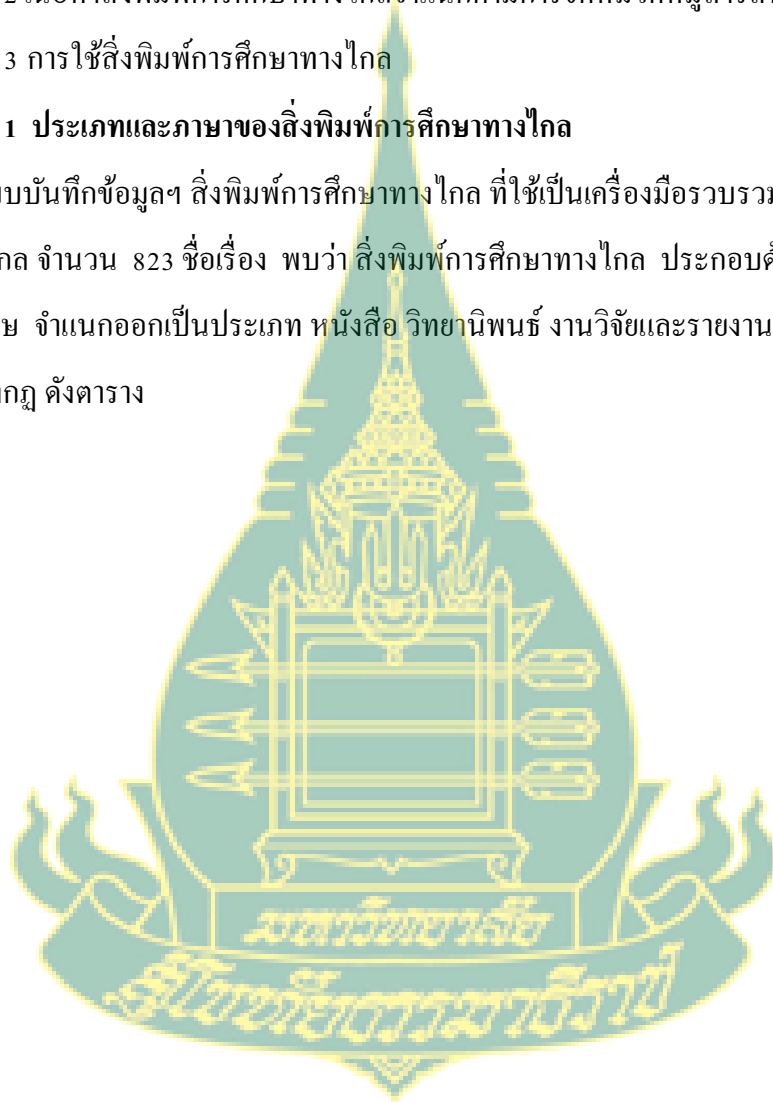 3 การใช้สิ่งพิมพ์การศึกษาทางไกล
1 ประเภทและภาษาของสิ่งพิมพ์การศึกษาทางไกล
บบันทึกข้อมูลฯ สิ่งพิมพ์การศึกษาทางไกล ที่ใช้เป็นเครื่องมือรวบรวม
กล จำนวน 823 ชื่อเรื่อง พบว่า สิ่งพิมพ์การศึกษาทางไกล ประกอบด้
ษ จำแนกออกเป็นประเภท หนังสือ วิทยานิพนธ์ งานวิจัยและรายงาน
กฏ ดังตาราง
มหาวิทยาลัย
สุโขทัยธรรมาธิราช